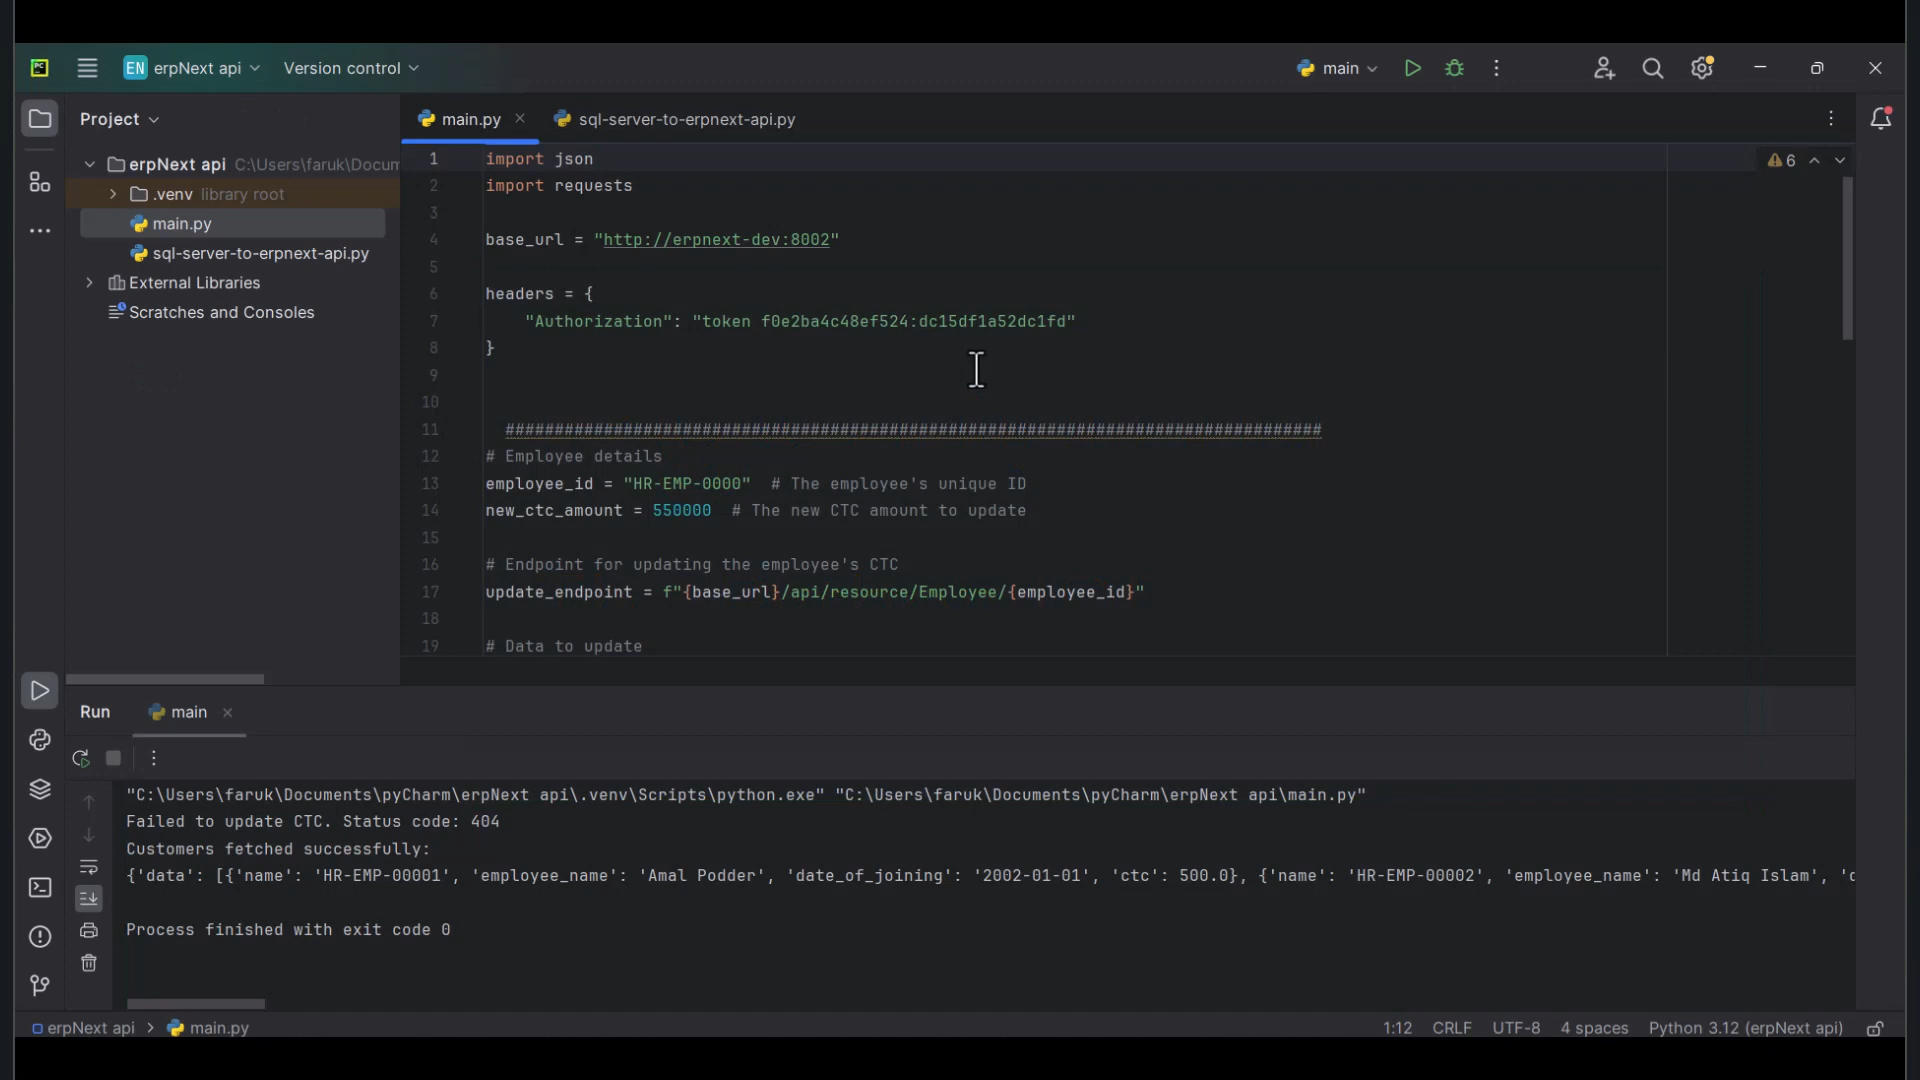 EN erpNext api Version control main
Project main.py sql-server-to-erpnext-api.py
erpNext api C:\Users\faruk\Docum
.venv library root
main.py
sql-server-to-erpnext-api.py
External Libraries
Scratches and Consoles
6
1 import json
2 import requests
3
4 base_url = "http://erpnext-dev:8002"
5
6 headers = {
7 "Authorization": "token f0e2ba4c48ef524:dc15df1a52dc1fd"
8 }
9
10
11 ###################################################################################
12 # Employee details
13 employee_id = "HR-EMP-0000" # The employee's unique ID
14 new_ctc_amount = 550000 # The new CTC amount to update
15
16 # Endpoint for updating the employee's CTC
17 update_endpoint = f"{base_url}/api/resource/Employee/{employee_id}"
18
19 # Data to update
Run main
"C:\Users\faruk\Documents\pyCharm\erpNext api\.venv\Scripts\python.exe" "C:\Users\faruk\Documents\pyCharm\erpNext api\main.py"
Failed to update CTC. Status code: 404
Customers fetched successfully:
{'data': [{'name': 'HR-EMP-00001', 'employee_name': 'Amal Podder', 'date_of_joining': '2002-01-01', 'ctc': 500.0}, {'name': 'HR-EMP-00002', 'employee_name': 'Md Atiq Islam', 'd
Process finished with exit code 0
erpNext api > main.py 1:12 CRLF UTF-8 4 spaces Python 3.12 (erpNext api)